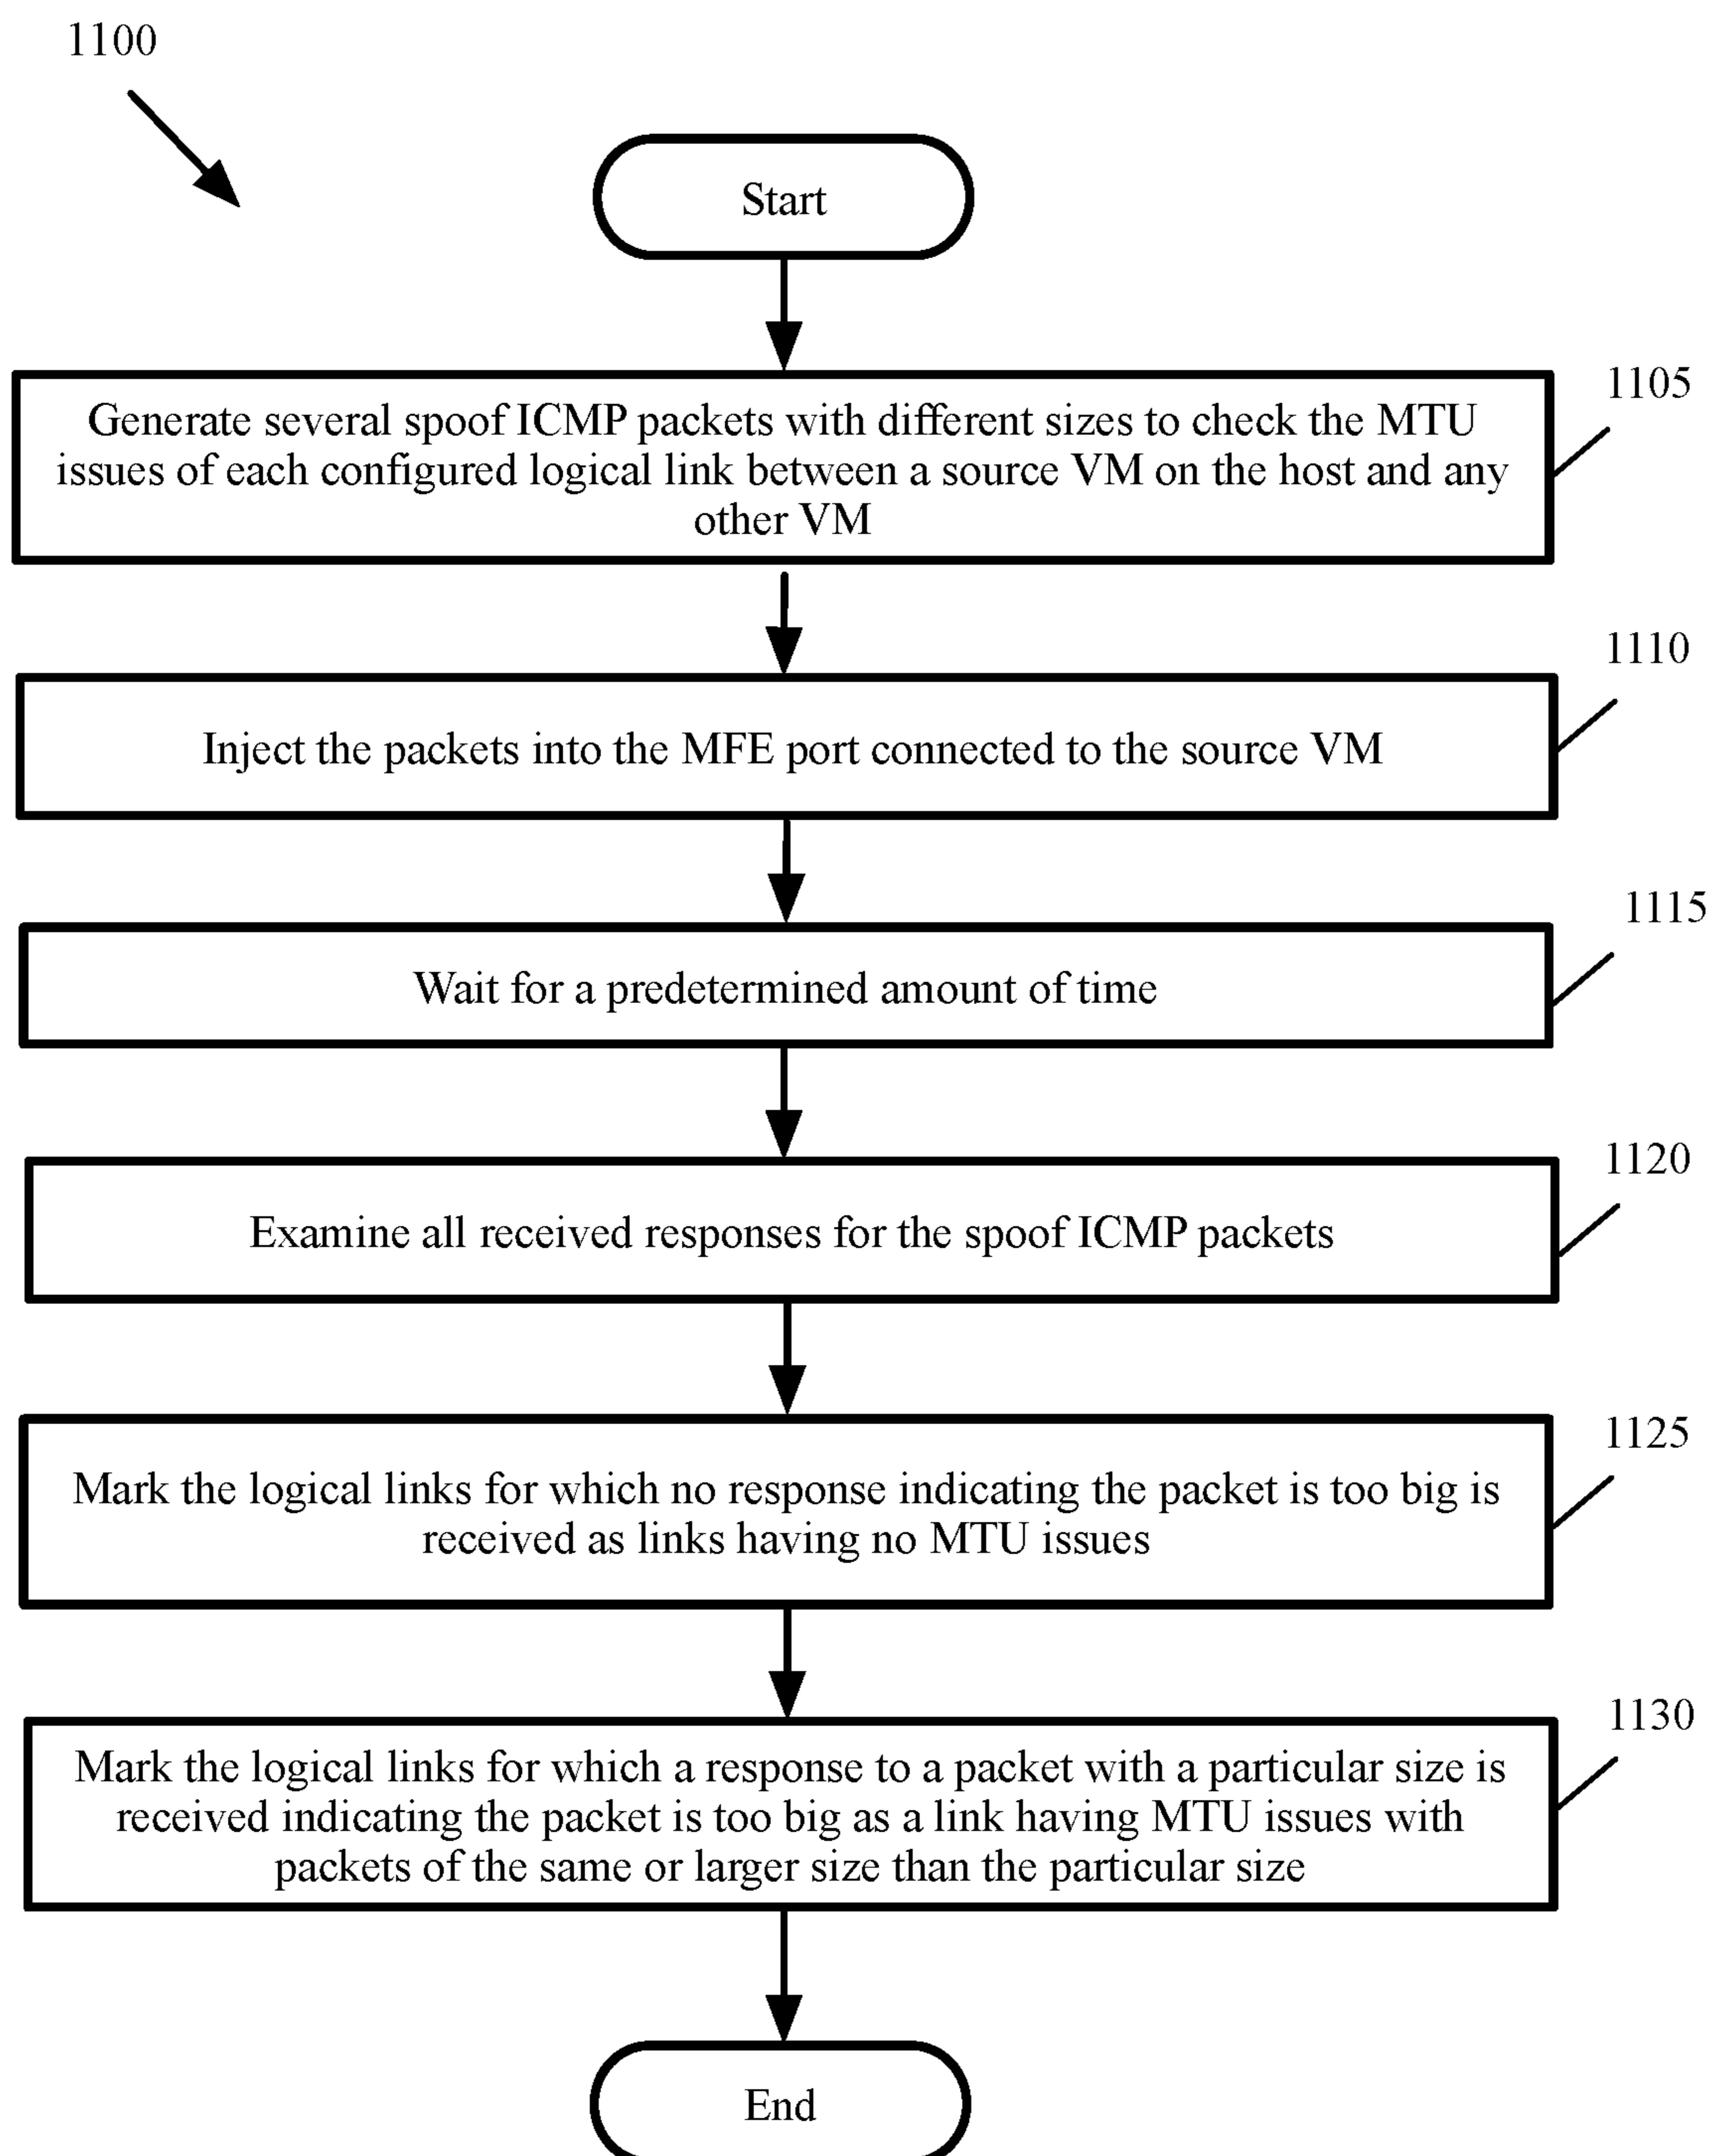 1100
Start
1105
Generate several spoof ICMP packets with different sizes to check the MTU
issues of each configured logical link between a source VM on the host and any
other VM
1110
Inject the packets into the MFE port connected to the source VM
1115
Wait for a predetermined amount of time
1120
Examine all received responses for the spoof ICMP packets
1125
Mark the logical links for which no response indicating the packet is too big is
received as links having no MTU issues
1130
Mark the logical links for which a response to a packet with a particular size is
received indicating the packet is too big as a link having MTU issues with
packets of the same or larger size than the particular size
End